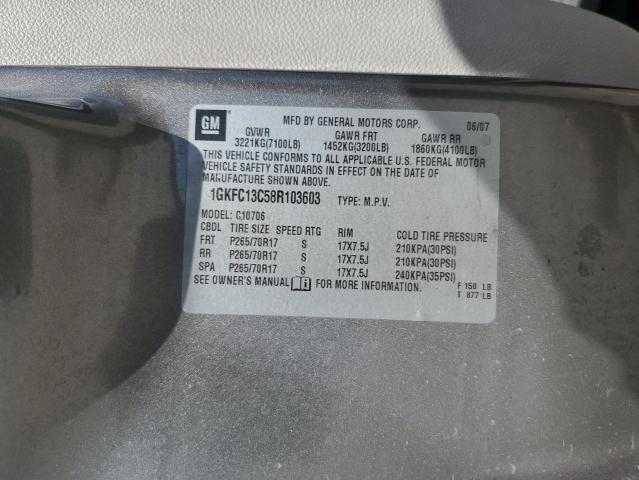 GM MFD BY GENERAL MOTORS CORP. 06/07
GVWR GAWR FRT GAWR RR
3221KG(7100LB) 1452KG(3200LB) 1860KG(4100LB)
THIS VEHICLE CONFORMS TO ALL APPLICABLE U.S. FEDERAL MOTOR
VEHICLE SAFETY STANDARDS IN EFFECT ON THE DATE OF
MANUFACTURE SHOWN ABOVE.
1GKFC13C58R103603 TYPE: M.P.V.
MODEL: C10706
CBDL TIRE SIZE SPEED RTG RIM COLD TIRE PRESSURE
FRT P265/70R17 S 17X7.5J 210KPA(30PSI)
RR P265/70R17 S 17X7.5J 210KPA(30PSI)
SPA P265/70R17 S 17X7.5J 240KPA(35PSI)
SEE OWNER'S MANUAL FOR MORE INFORMATION. F 150 LB
T 877 LB